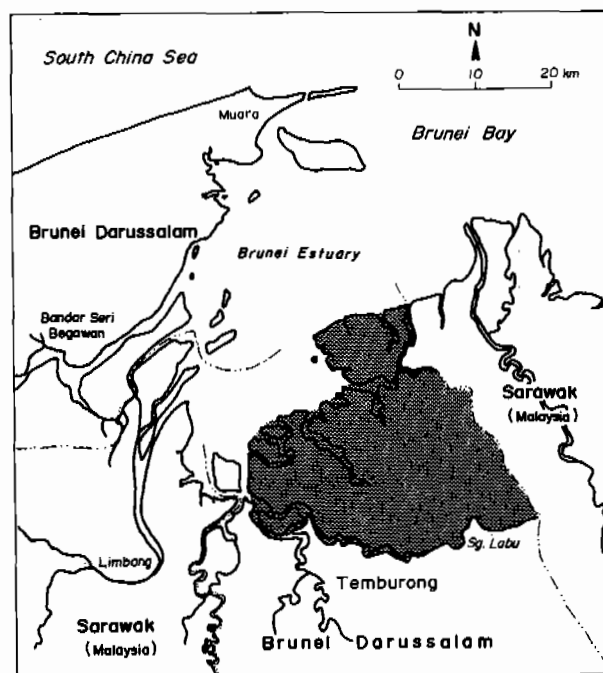 South China Sea
N
0 10 20 km
Muara
Brunei Bay
Brunei Darussalam
Brunei Estuary
Bandar Seri
Begawan
Sarawak
(Malaysia)
Sg. Labu
Limbang
Temburong
Sarawak
(Malaysia)
Brunei Darussalam